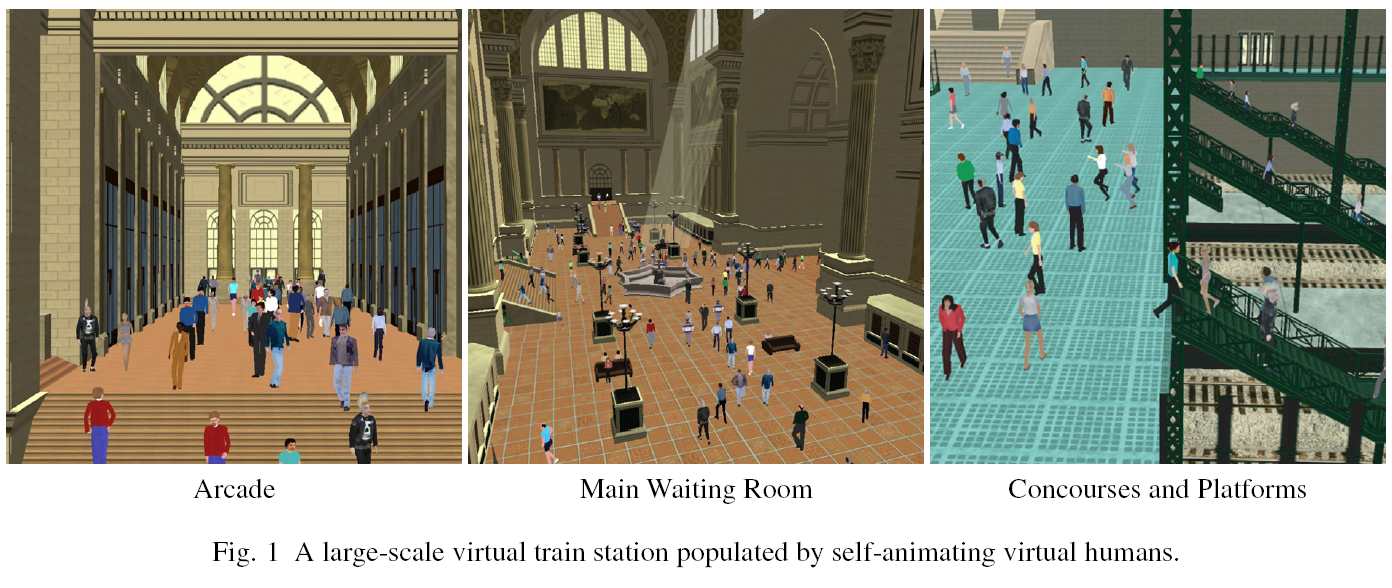 Arcade
Main Waiting Room
Concourses and Platforms
Fig. 1 A large-scale virtual train station populated by self-animating virtual humans.